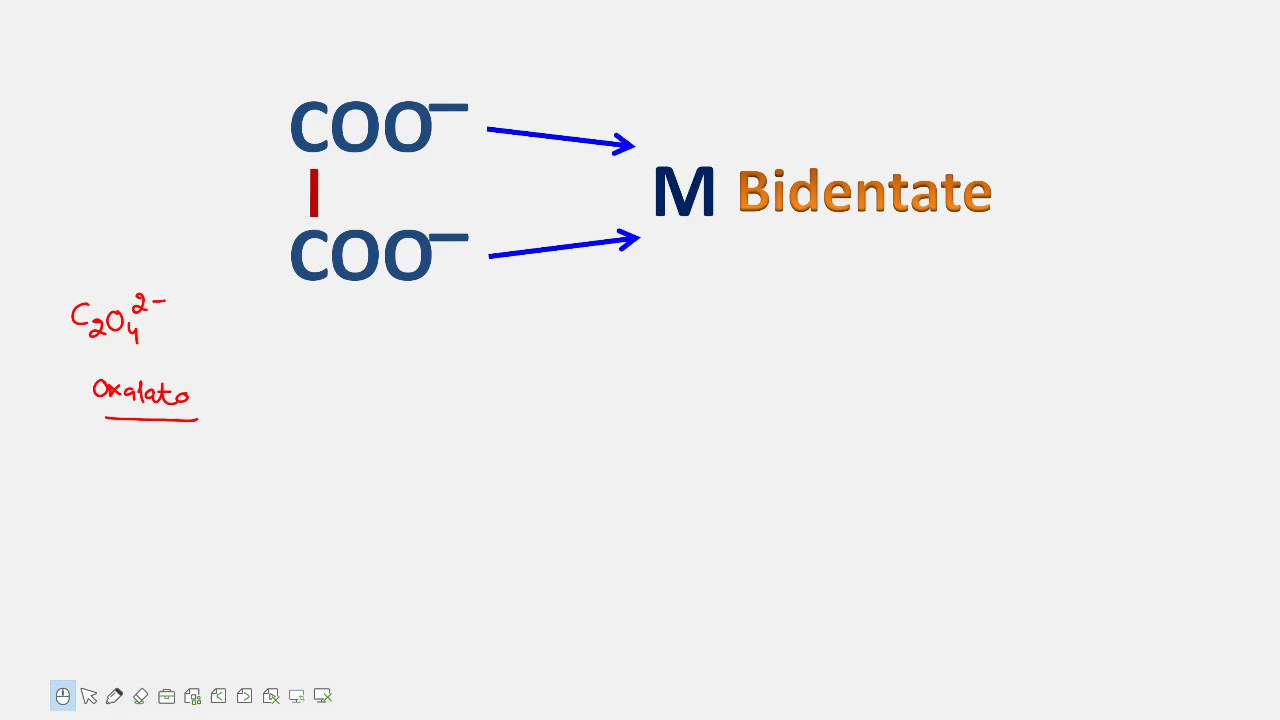 COO⁻
M Bidentate
COO⁻
C₂O₄²⁻
Oxalato